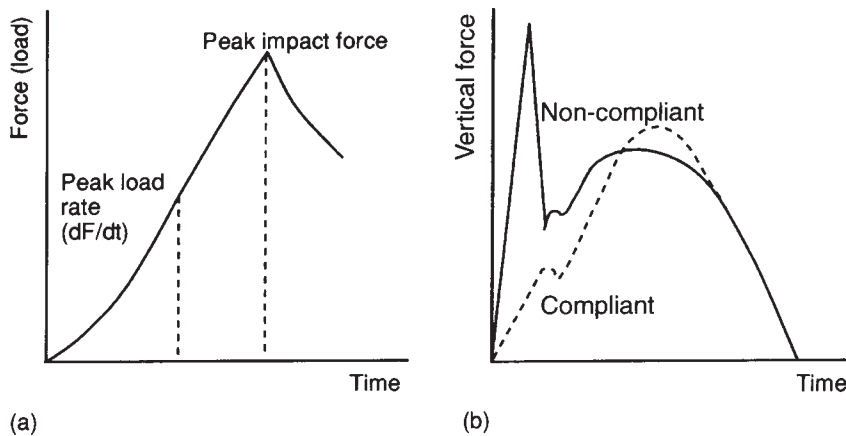 Force (load)
Peak impact force
Peak load
rate
(dF/dt)
Time
(a)
Vertical force
Non-compliant
Compliant
Time
(b)